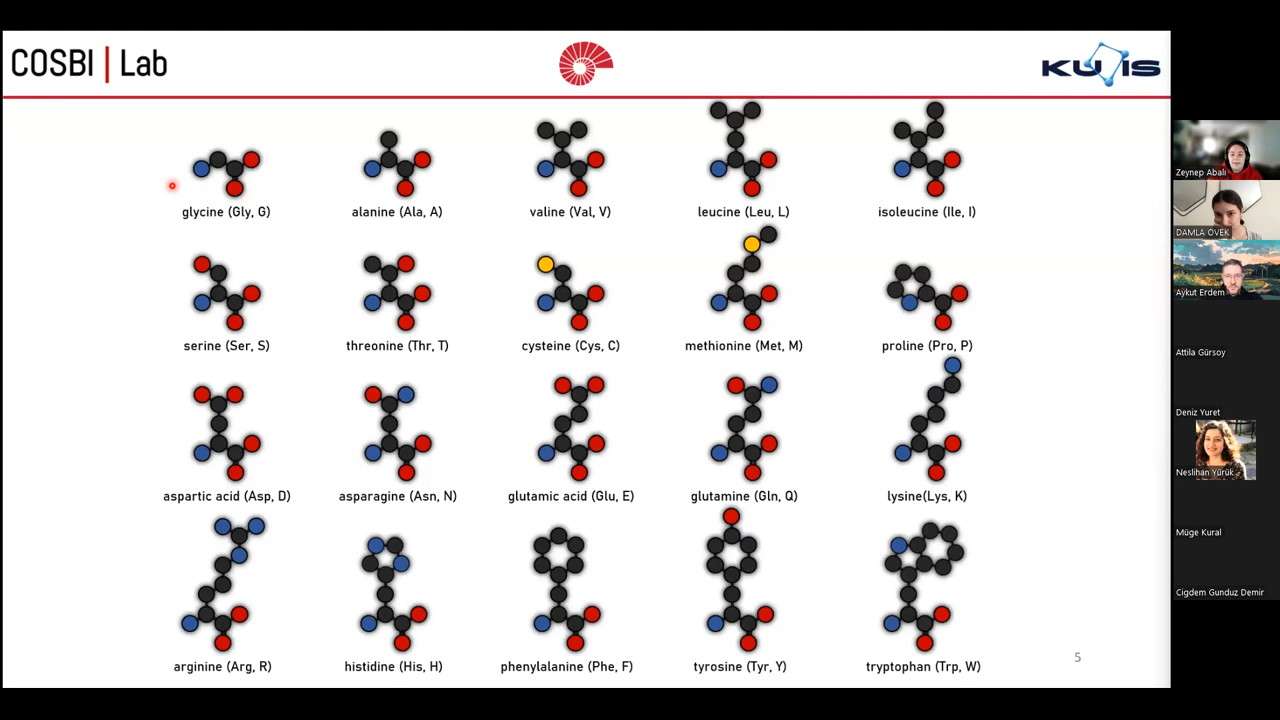 COSBI | Lab
KUIS
glycine (Gly, G)
alanine (Ala, A)
valine (Val, V)
leucine (Leu, L)
isoleucine (Ile, I)
serine (Ser, S)
threonine (Thr, T)
cysteine (Cys, C)
methionine (Met, M)
proline (Pro, P)
aspartic acid (Asp, D)
asparagine (Asn, N)
glutamic acid (Glu, E)
glutamine (Gln, Q)
lysine(Lys, K)
arginine (Arg, R)
histidine (His, H)
phenylalanine (Phe, F)
tyrosine (Tyr, Y)
tryptophan (Trp, W)
5
Zeynep Abalı
DAMLA ÖVEK
Aykut Erdem
Attila Gürsoy
Deniz Yuret
Neslihan Yürük
Müge Kural
Cigdem Gunduz Demir